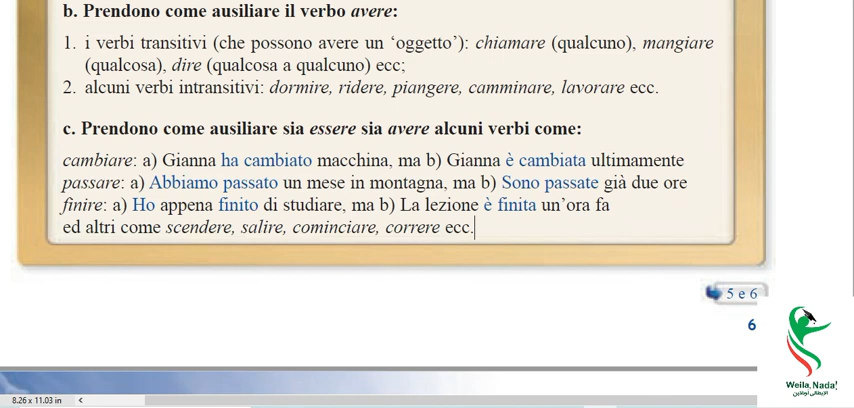 b. Prendono come ausiliare il verbo avere:
1. i verbi transitivi (che possono avere un ‘oggetto’): chiamare (qualcuno), mangiare
(qualcosa), dire (qualcosa a qualcuno) ecc;
2. alcuni verbi intransitivi: dormire, ridere, piangere, camminare, lavorare ecc.
c. Prendono come ausiliare sia essere sia avere alcuni verbi come:
cambiare: a) Gianna ha cambiato macchina, ma b) Gianna è cambiata ultimamente
passare: a) Abbiamo passato un mese in montagna, ma b) Sono passate già due ore
finire: a) Ho appena finito di studiare, ma b) La lezione è finita un’ora fa
ed altri come scendere, salire, cominciare, correre ecc.
5 e 6
6
Weila, Nada!
8.26 x 11.03 in